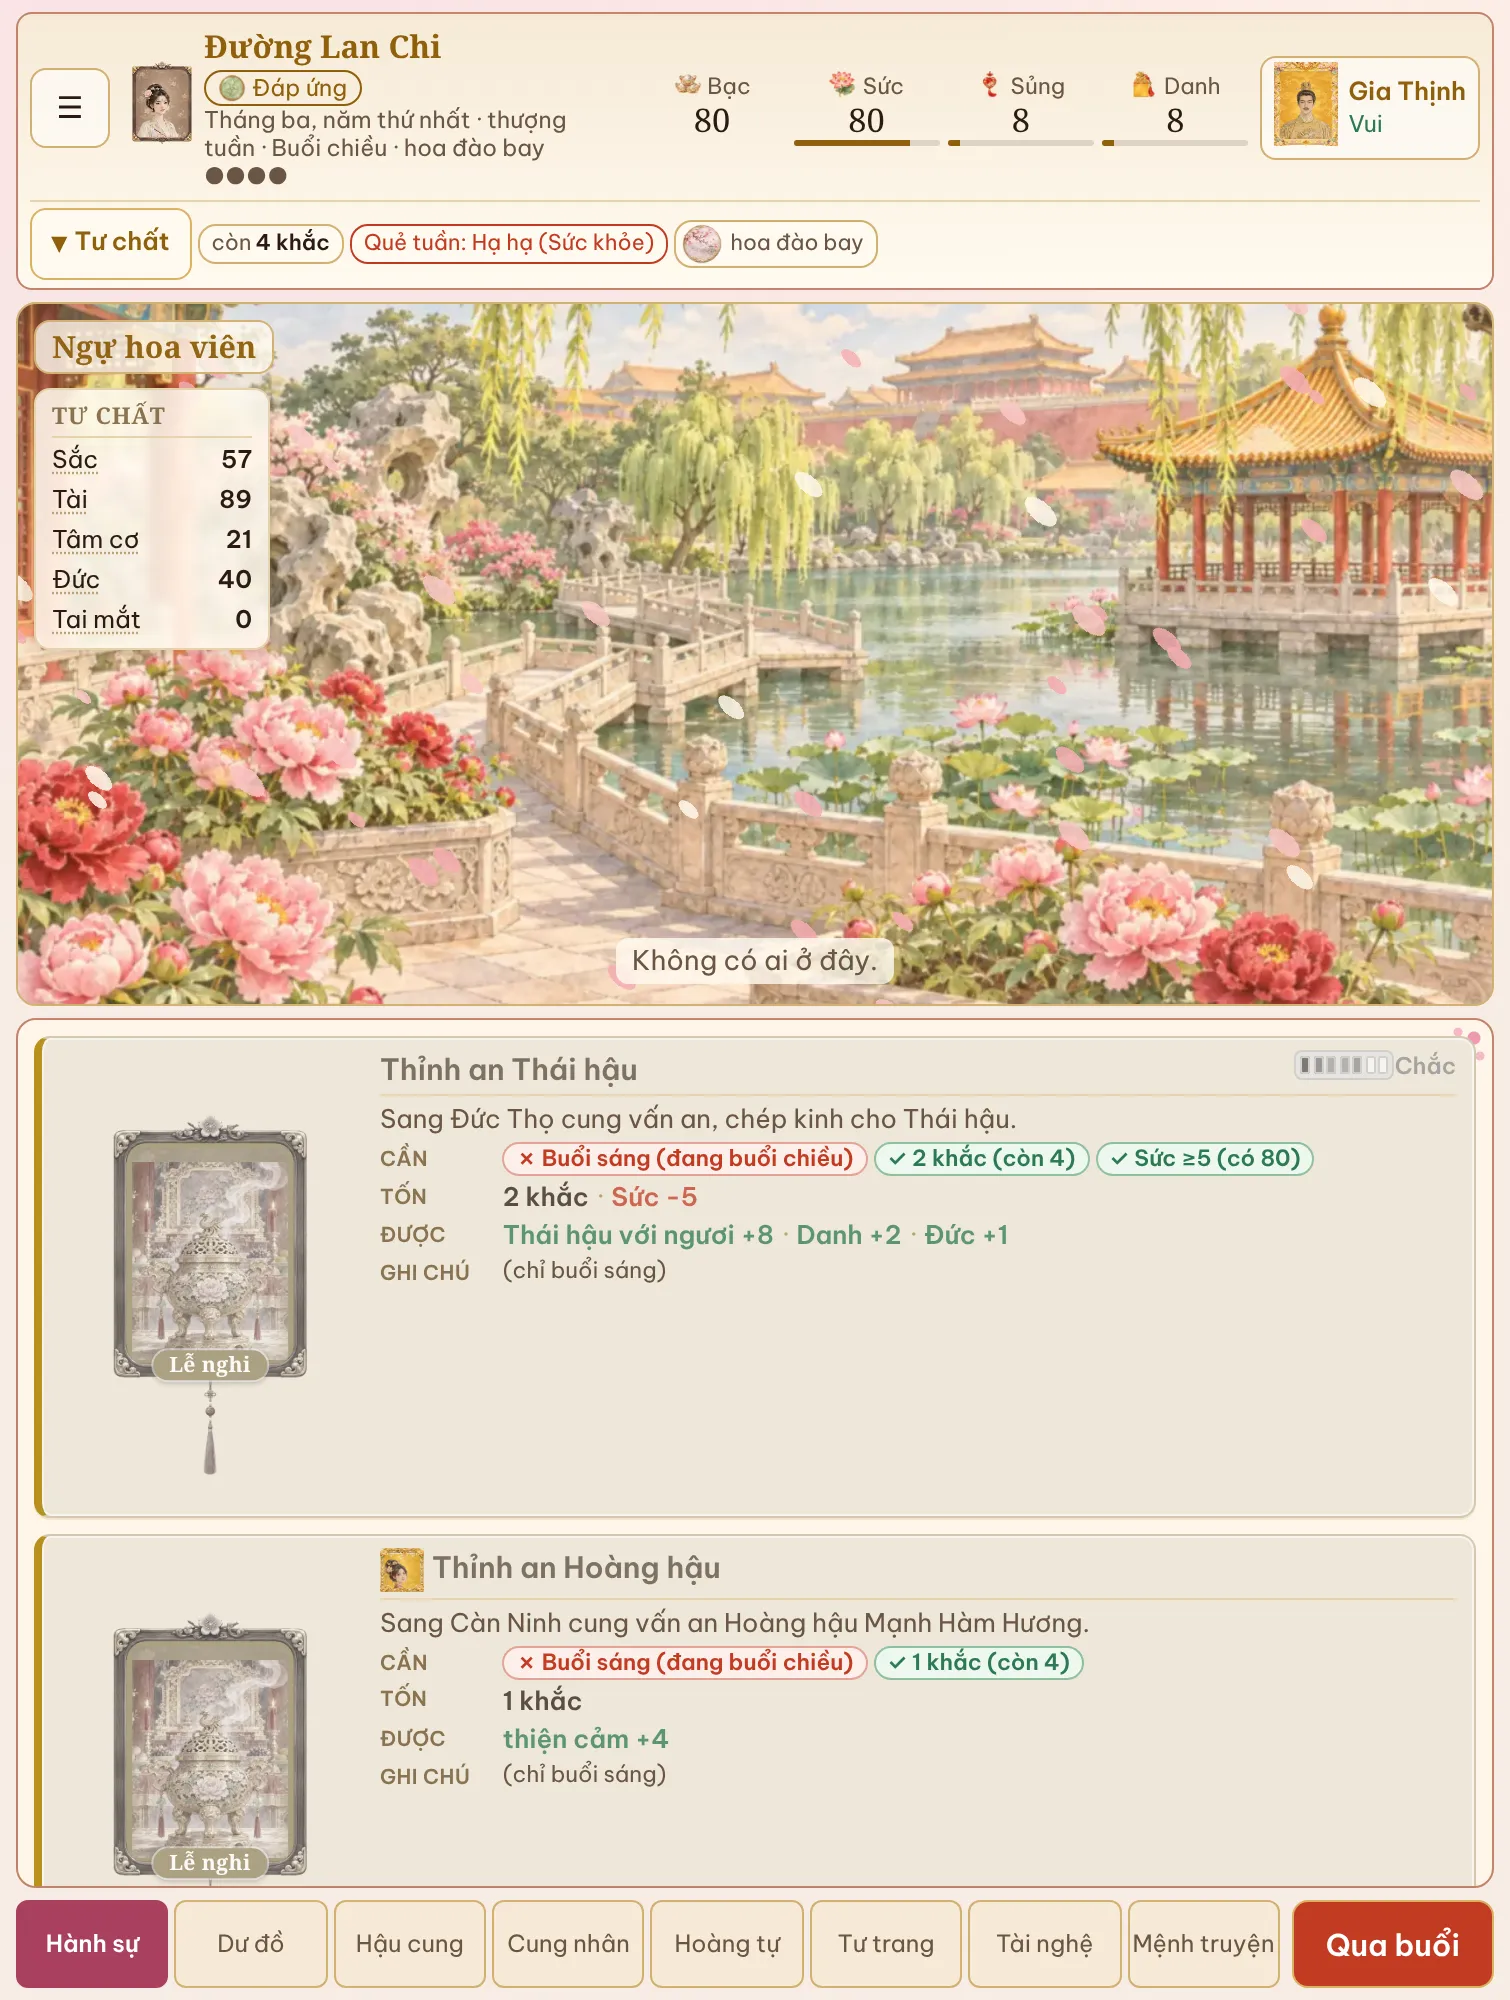 ☰
Đường Lan Chi
Đáp ứng
Tháng ba, năm thứ nhất · thượng
tuần · Buổi chiều · hoa đào bay
Bạc
80
Sức
80
Sủng
8
Danh
8
Gia Thịnh
Vui
▼ Tư chất
còn 4 khắc
Quẻ tuần: Hạ hạ (Sức khỏe)
hoa đào bay
Ngự hoa viên
TƯ CHẤT
Sắc 57
Tài 89
Tâm cơ 21
Đức 40
Tai mắt 0
Không có ai ở đây.
Thỉnh an Thái hậu
Chắc
Sang Đức Thọ cung vấn an, chép kinh cho Thái hậu.
CẦN × Buổi sáng (đang buổi chiều) ✓ 2 khắc (còn 4) ✓ Sức ≥5 (có 80)
TỐN 2 khắc · Sức -5
ĐƯỢC Thái hậu với ngươi +8 · Danh +2 · Đức +1
GHI CHÚ (chỉ buổi sáng)
Lễ nghi
Thỉnh an Hoàng hậu
Sang Càn Ninh cung vấn an Hoàng hậu Mạnh Hàm Hương.
CẦN × Buổi sáng (đang buổi chiều) ✓ 1 khắc (còn 4)
TỐN 1 khắc
ĐƯỢC thiện cảm +4
GHI CHÚ (chỉ buổi sáng)
Lễ nghi
Hành sự
Dư đồ
Hậu cung
Cung nhân
Hoàng tự
Tư trang
Tài nghệ
Mệnh truyện
Qua buổi